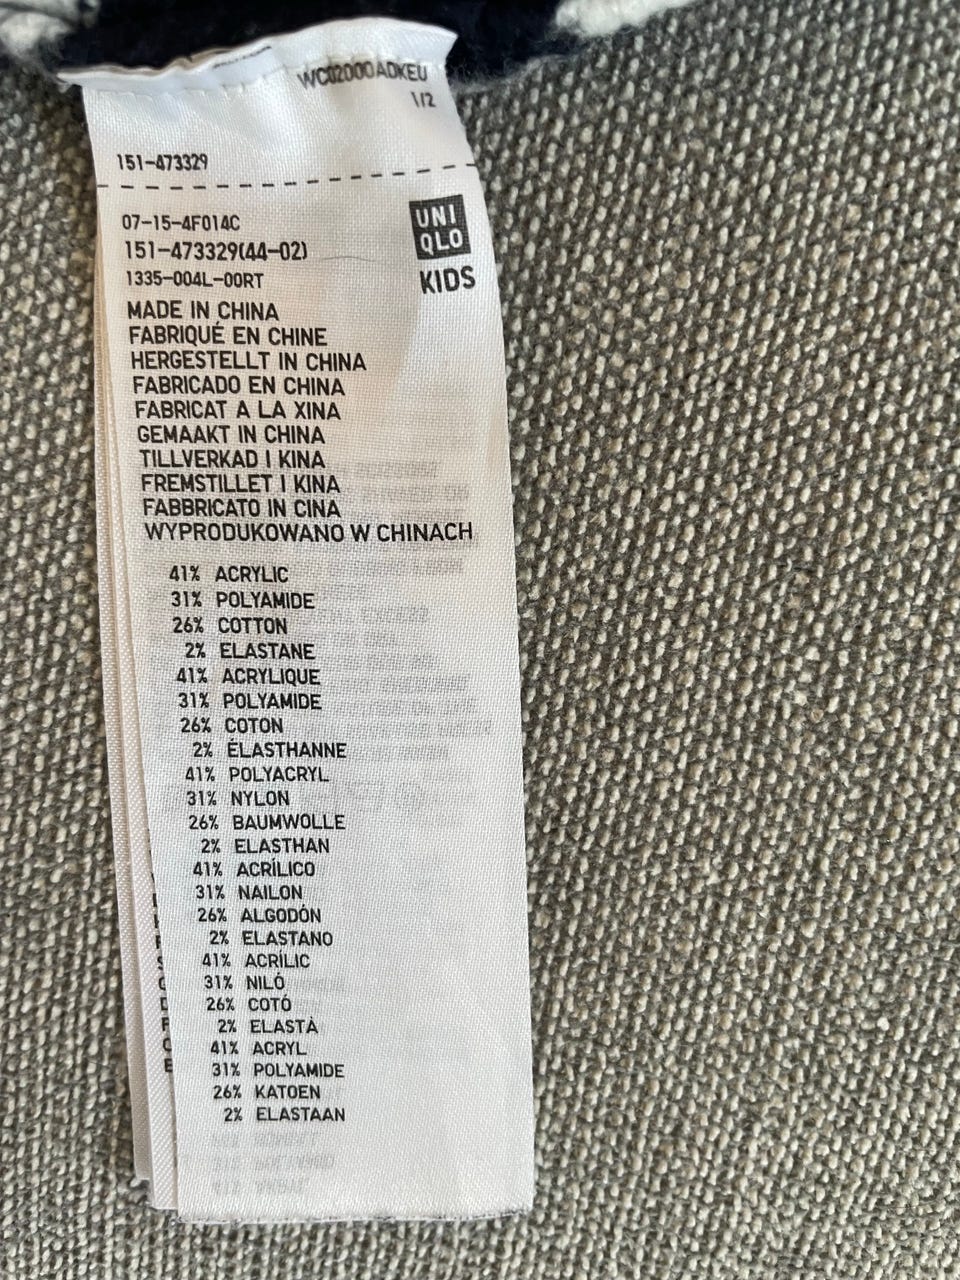 WC02000ADKEU
1/2
151-473329
07-15-4F014C
151-473329(44-02)
1335-004L-00RT
UNI
QLO
KIDS
MADE IN CHINA
FABRIQUÉ EN CHINE
HERGESTELLT IN CHINA
FABRICADO EN CHINA
FABRICAT A LA XINA
GEMAAKT IN CHINA
TILLVERKAD I KINA
FREMSTILLET I KINA
FABBRICATO IN CINA
WYPRODUKOWANO W CHINACH
41% ACRYLIC
31% POLYAMIDE
26% COTTON
2% ELASTANE
41% ACRYLIQUE
31% POLYAMIDE
26% COTON
2% ÉLASTHANNE
41% POLYACRYL
31% NYLON
26% BAUMWOLLE
2% ELASTHAN
41% ACRÍLICO
31% NAILON
26% ALGODÓN
2% ELASTANO
41% ACRÍLIC
31% NILÓ
26% COTÓ
2% ELASTÀ
41% ACRYL
31% POLYAMIDE
26% KATOEN
2% ELASTAAN